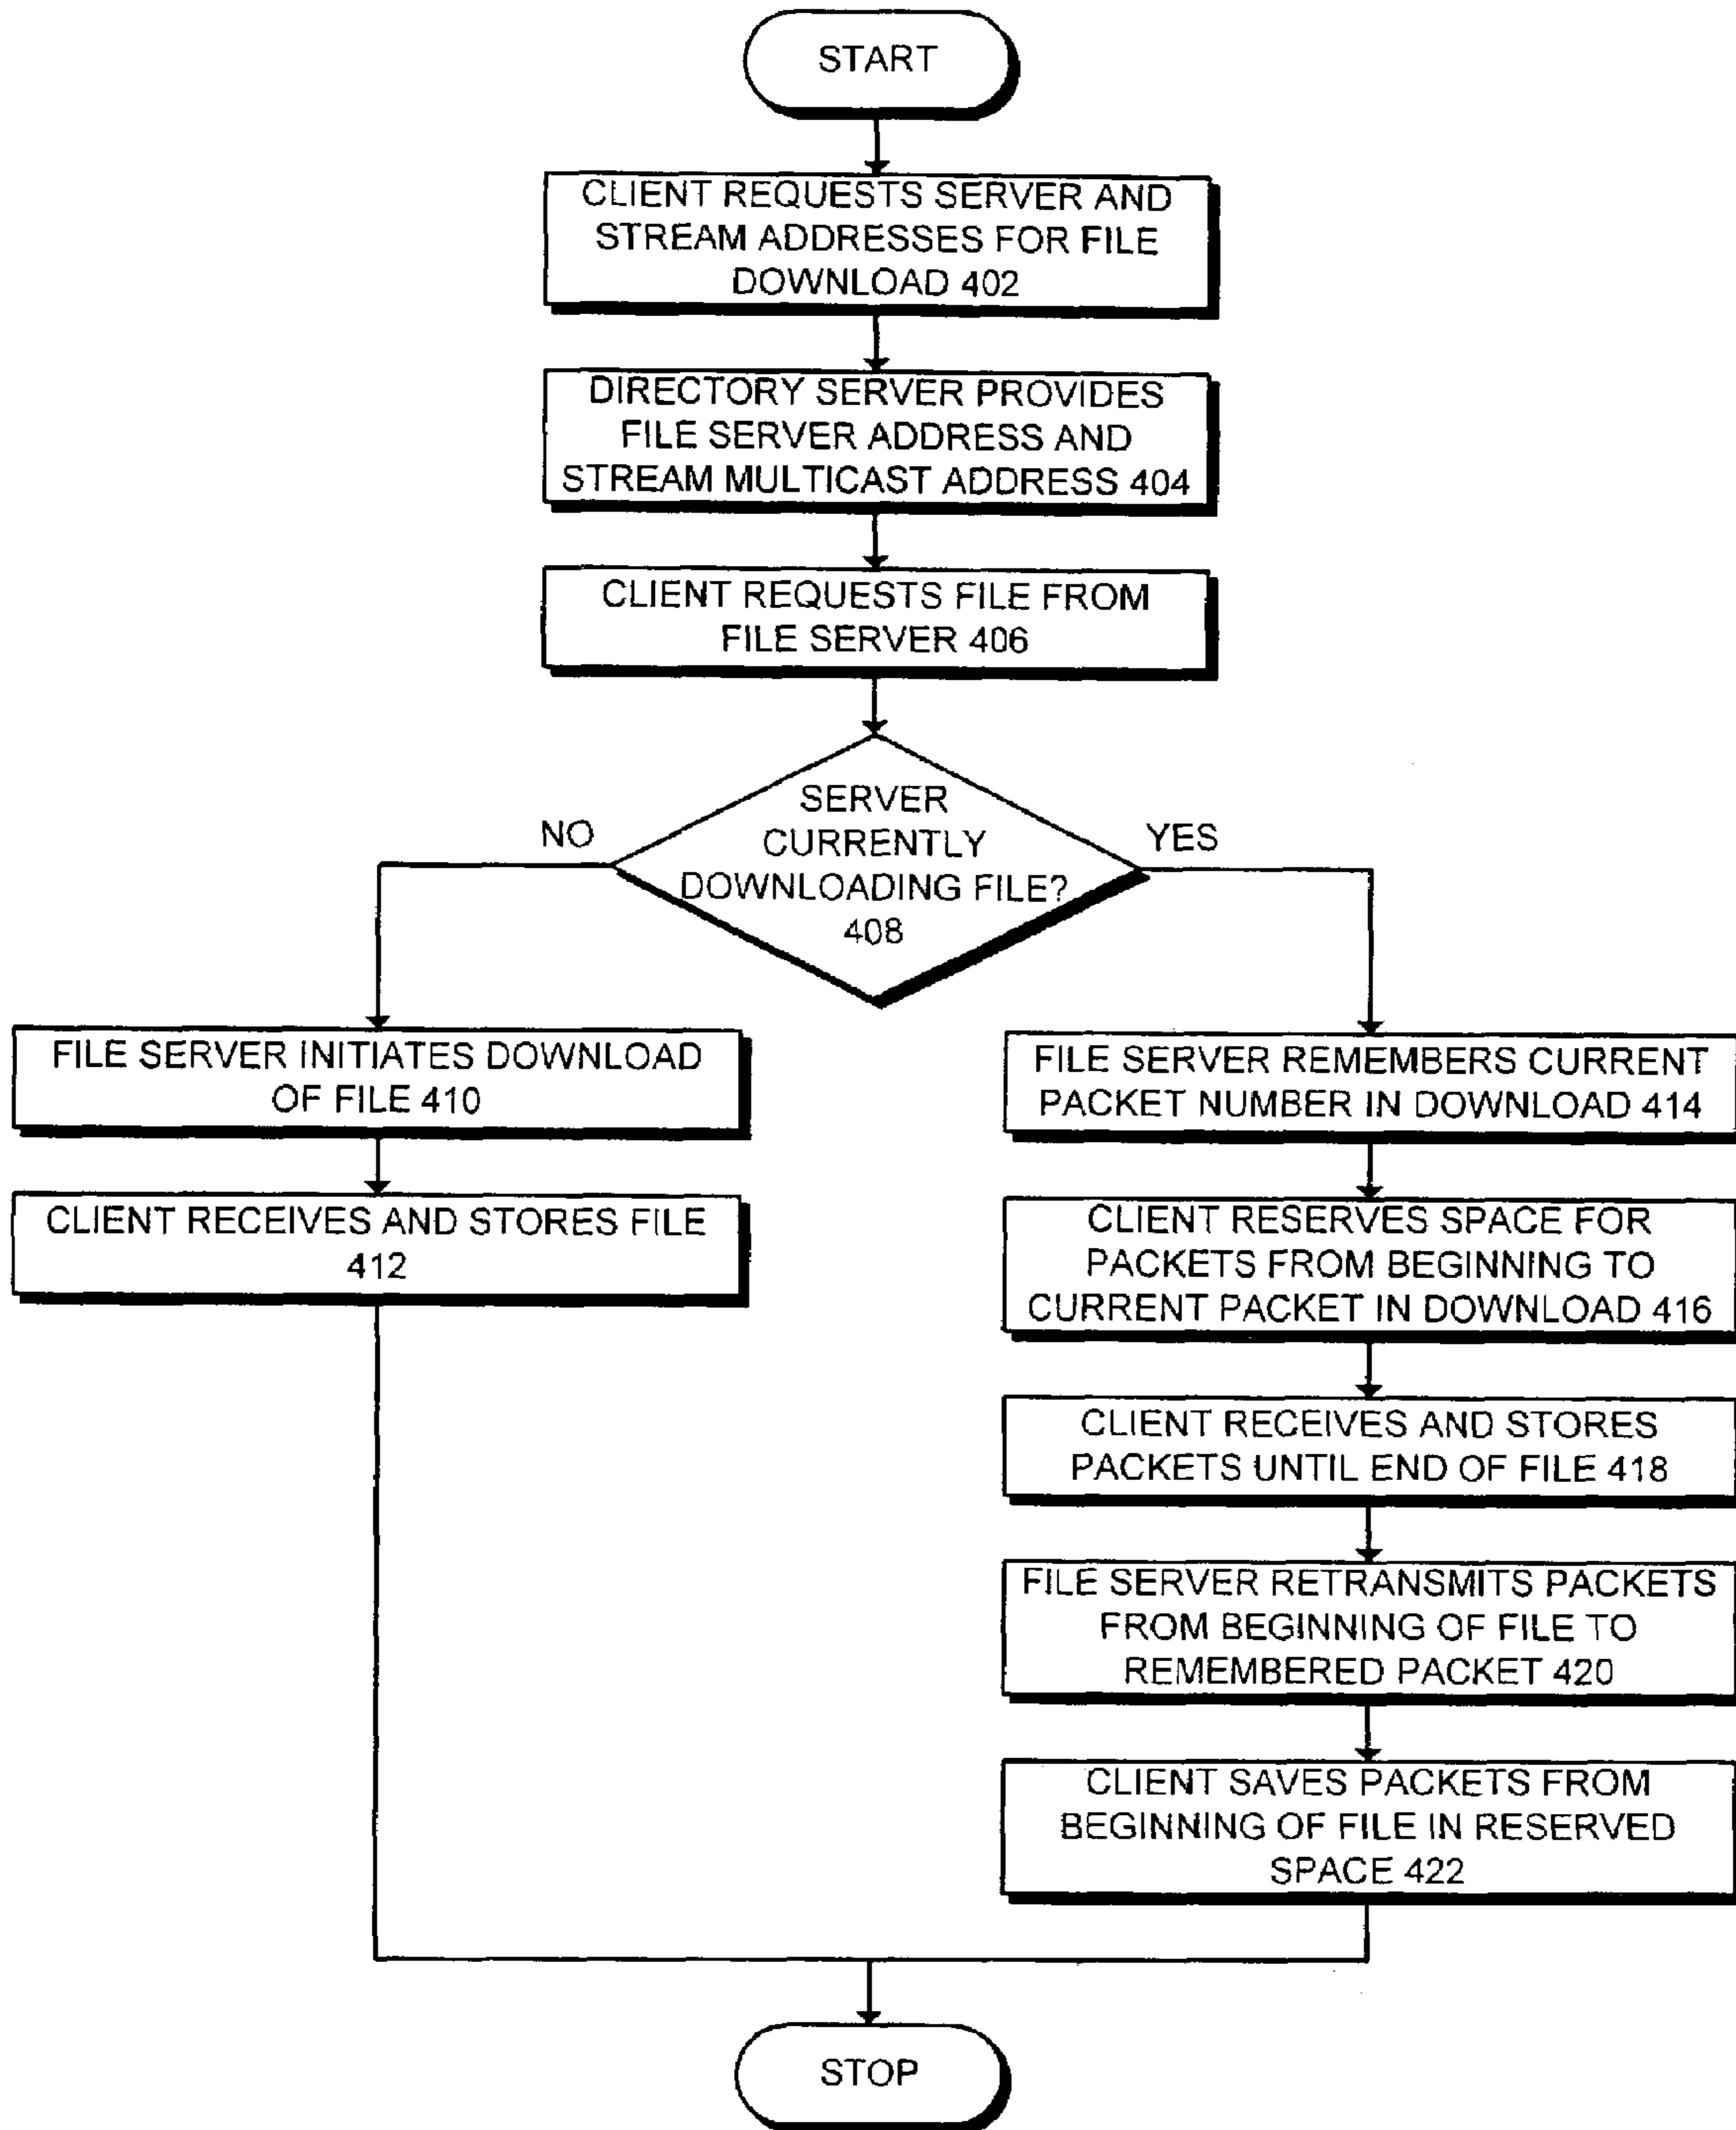 START
CLIENT REQUESTS SERVER AND
STREAM ADDRESSES FOR FILE
DOWNLOAD 402
DIRECTORY SERVER PROVIDES
FILE SERVER ADDRESS AND
STREAM MULTICAST ADDRESS 404
CLIENT REQUESTS FILE FROM
FILE SERVER 406
SERVER
CURRENTLY
DOWNLOADING FILE?
408
NO
YES
FILE SERVER INITIATES DOWNLOAD
OF FILE 410
CLIENT RECEIVES AND STORES FILE
412
FILE SERVER REMEMBERS CURRENT
PACKET NUMBER IN DOWNLOAD 414
CLIENT RESERVES SPACE FOR
PACKETS FROM BEGINNING TO
CURRENT PACKET IN DOWNLOAD 416
CLIENT RECEIVES AND STORES
PACKETS UNTIL END OF FILE 418
FILE SERVER RETRANSMITS PACKETS
FROM BEGINNING OF FILE TO
REMEMBERED PACKET 420
CLIENT SAVES PACKETS FROM
BEGINNING OF FILE IN RESERVED
SPACE 422
STOP